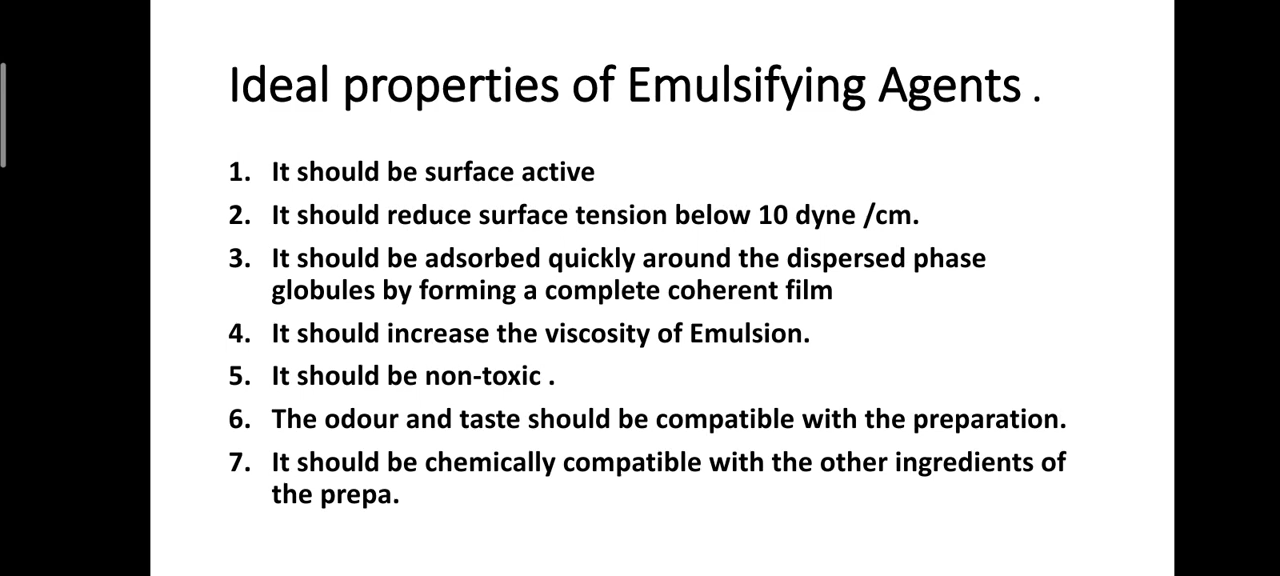 Ideal properties of Emulsifying Agents .
1. It should be surface active
2. It should reduce surface tension below 10 dyne /cm.
3. It should be adsorbed quickly around the dispersed phase
globules by forming a complete coherent film
4. It should increase the viscosity of Emulsion.
5. It should be non-toxic .
6. The odour and taste should be compatible with the preparation.
7. It should be chemically compatible with the other ingredients of
the prepa.